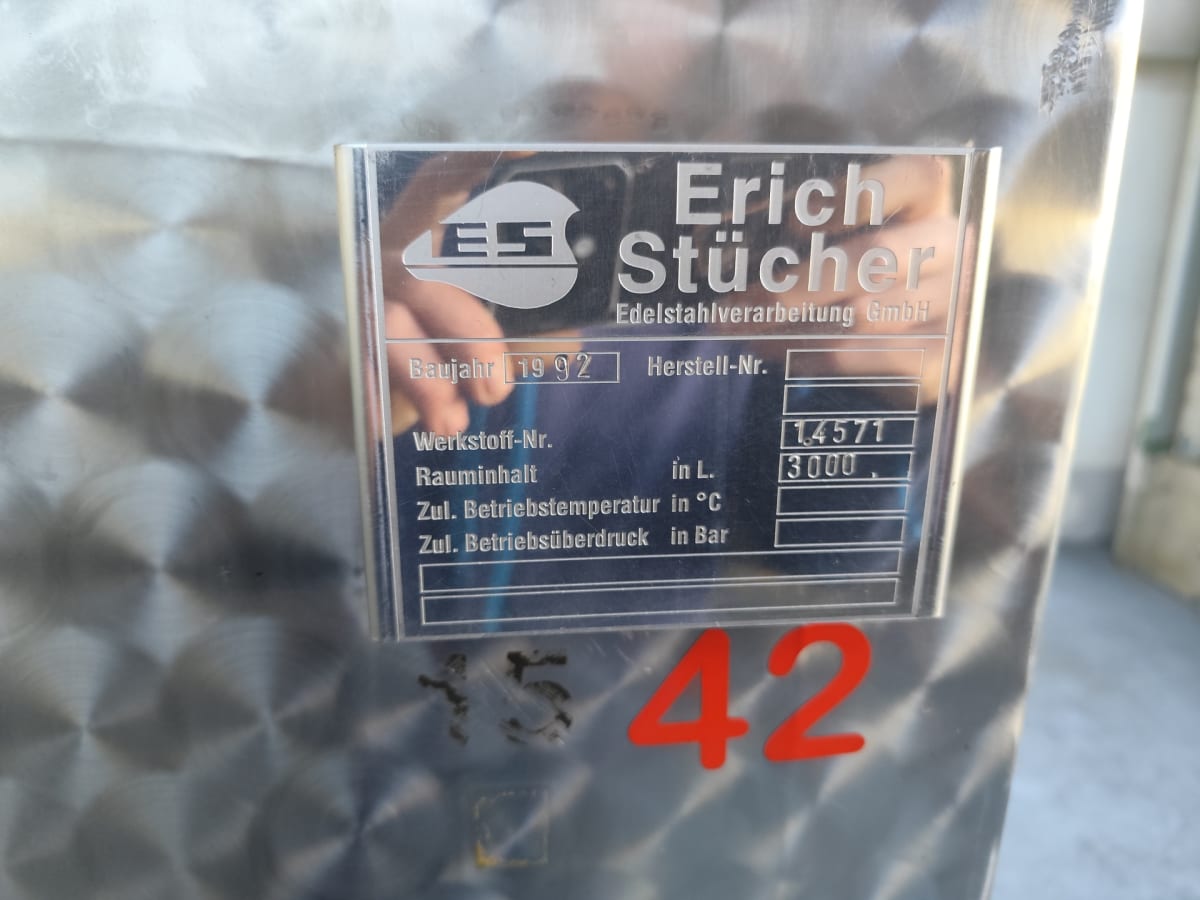 ES
Erich
Stücher
Edelstahlverarbeitung GmbH
Baujahr 1992 Herstell-Nr.
Werkstoff-Nr. 1.4571
Rauminhalt in L. 3000
Zul. Betriebstemperatur in °C
Zul. Betriebsüberdruck in Bar
15 42